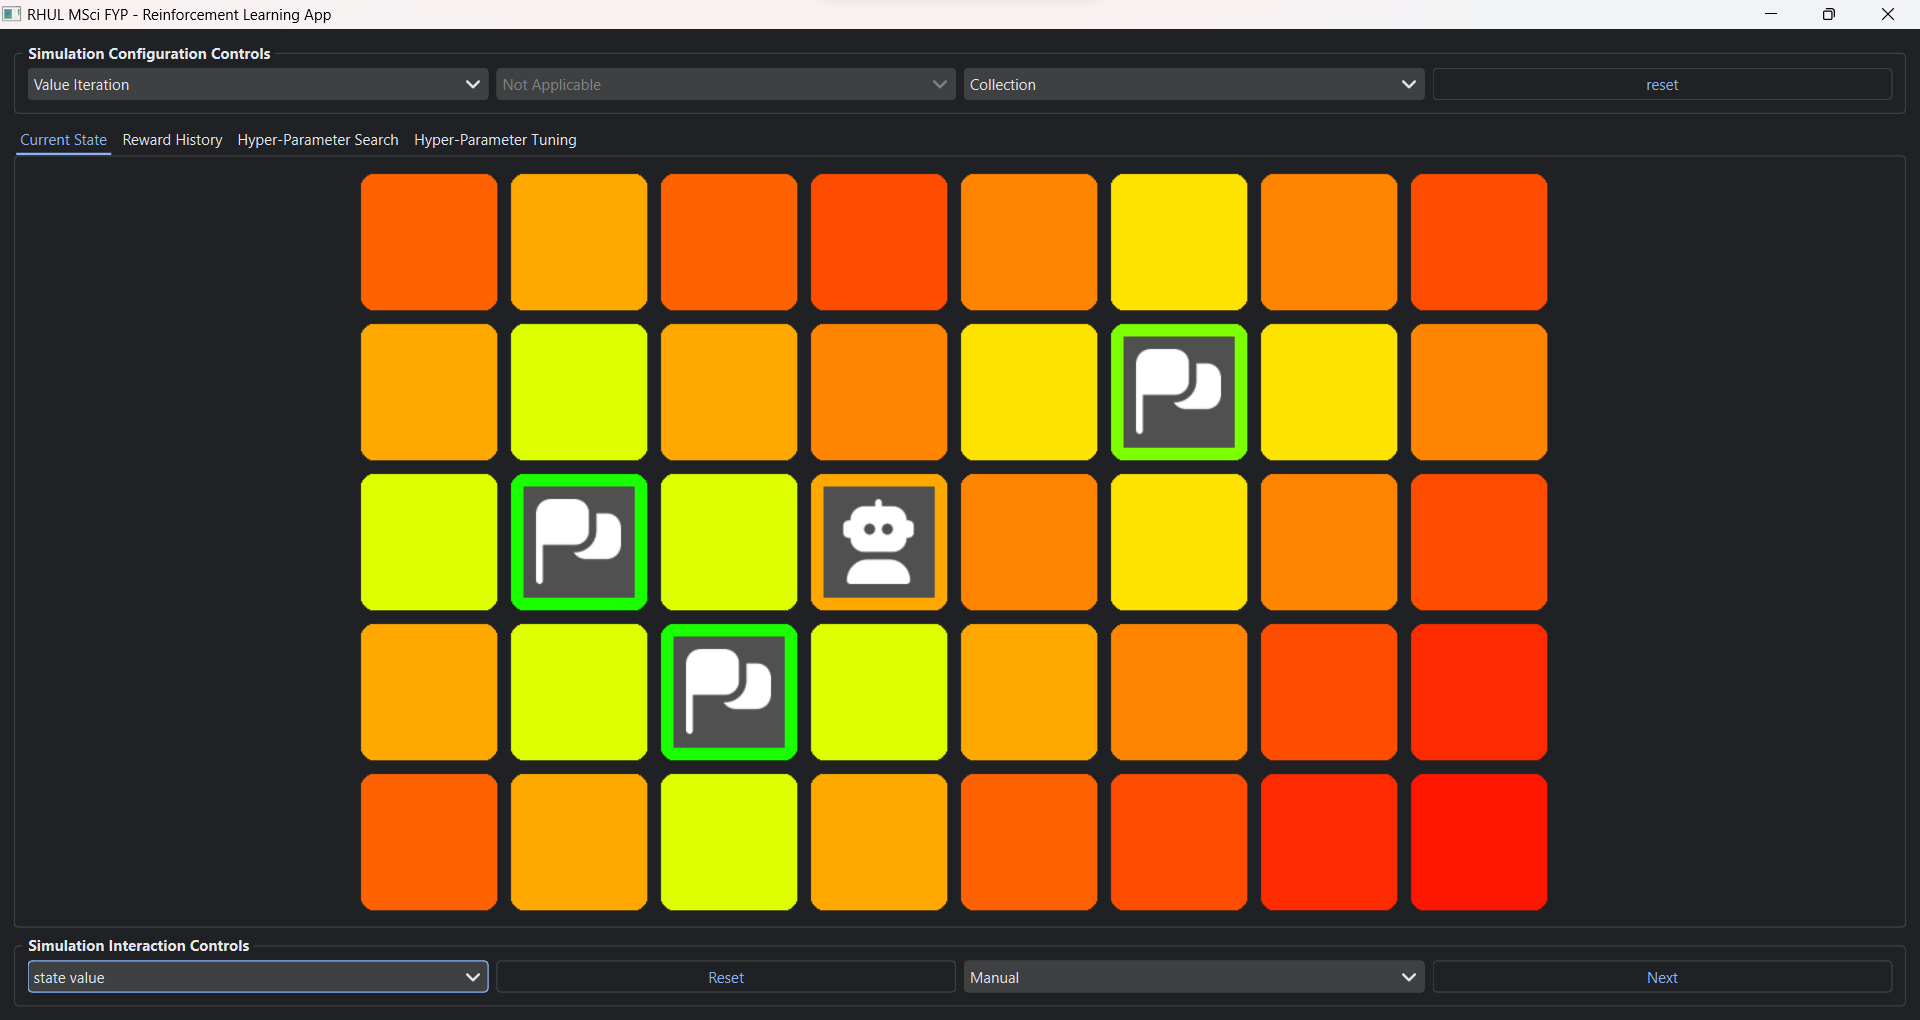 RHUL MSci FYP - Reinforcement Learning App
Simulation Configuration Controls
Value Iteration
Not Applicable
Collection
reset
Current State
Reward History
Hyper-Parameter Search
Hyper-Parameter Tuning
Simulation Interaction Controls
state value
Reset
Manual
Next